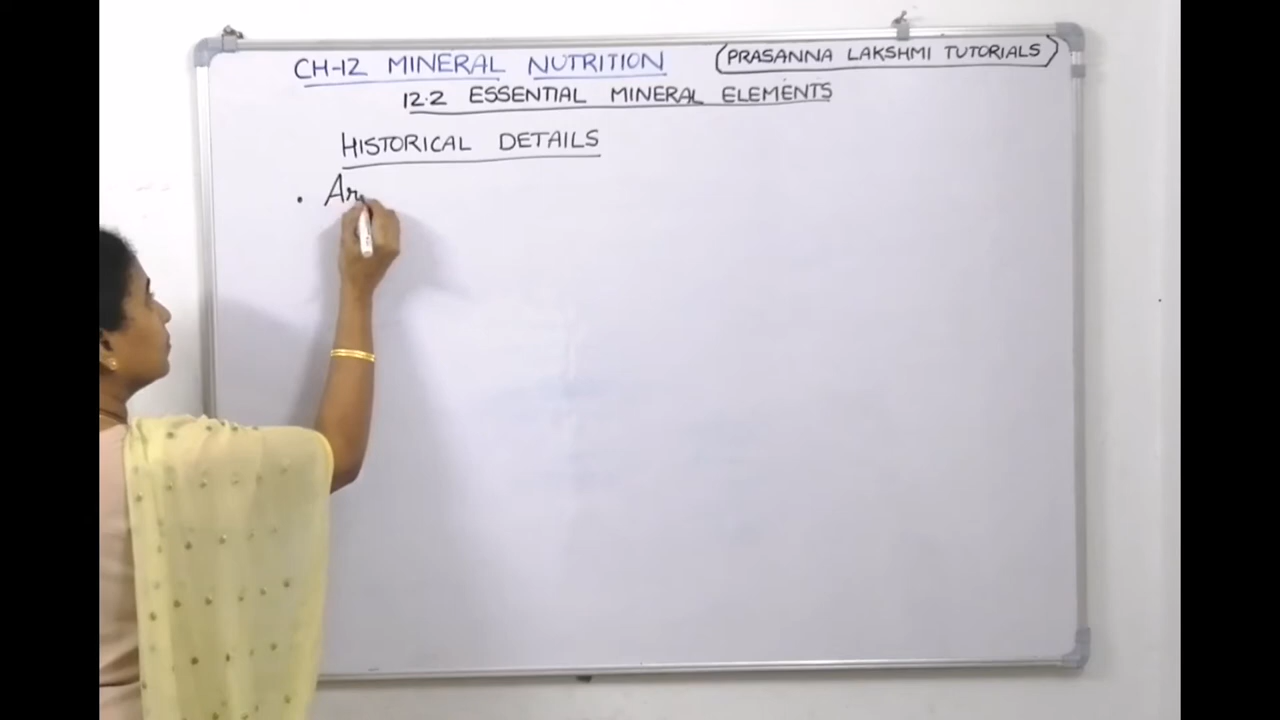 CH-12 MINERAL NUTRITION (PRASANNA LAKSHMI TUTORIALS)
12.2 ESSENTIAL MINERAL ELEMENTS
HISTORICAL DETAILS
• Ar